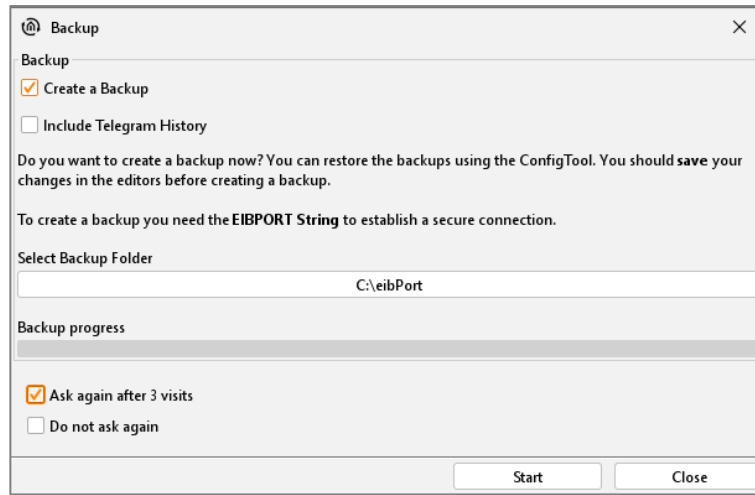 Backup
Backup
Create a Backup
Include Telegram History
Do you want to create a backup now? You can restore the backups using the ConfigTool. You should save your
changes in the editors before creating a backup.
To create a backup you need the EIBPORT String to establish a secure connection.
Select Backup Folder
C:\eibPort
Backup progress
Ask again after 3 visits
Do not ask again
Start
Close